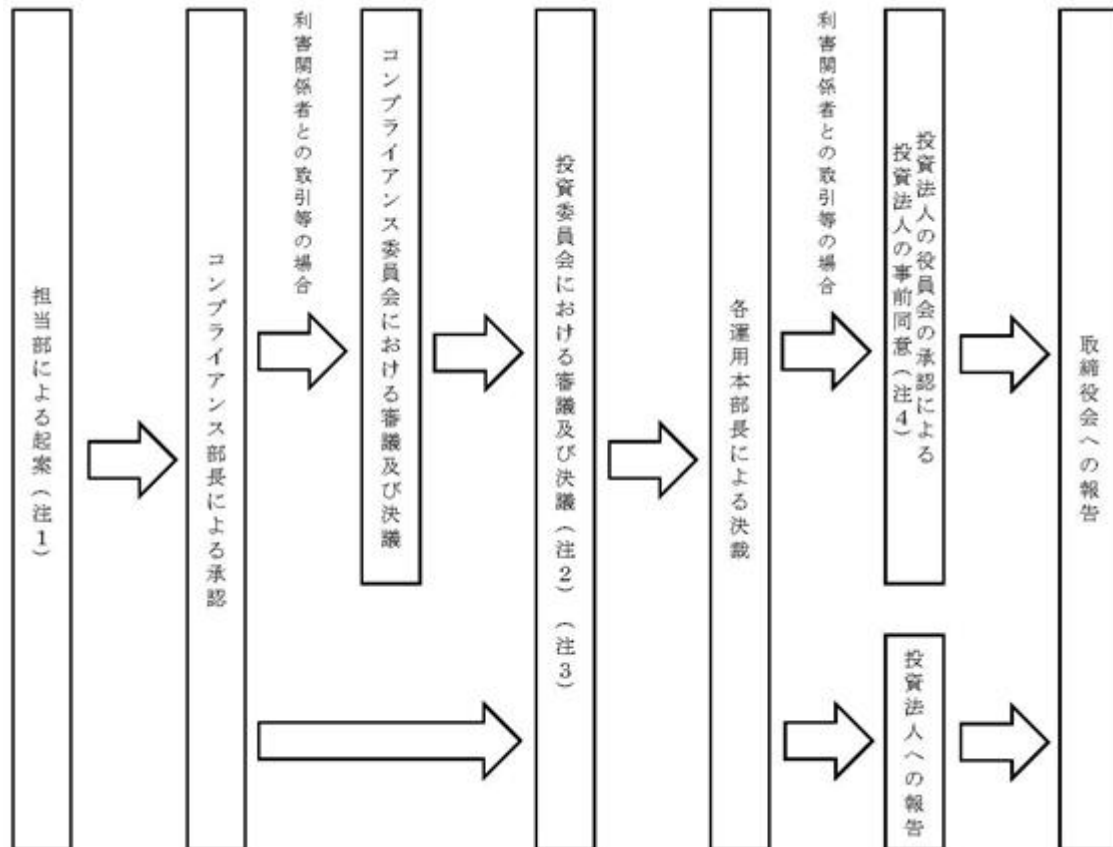 担当部による起案（注1）
コンプライアンス部長による承認
利害関係者との取引等の場合
コンプライアンス委員会における審議及び決議
投資委員会における審議及び決議（注2）（注3）
各運用本部長による決裁
利害関係者との取引等の場合
投資法人の役員会の承認による
投資法人の事前同意（注4）
投資法人への報告
取締役会への報告